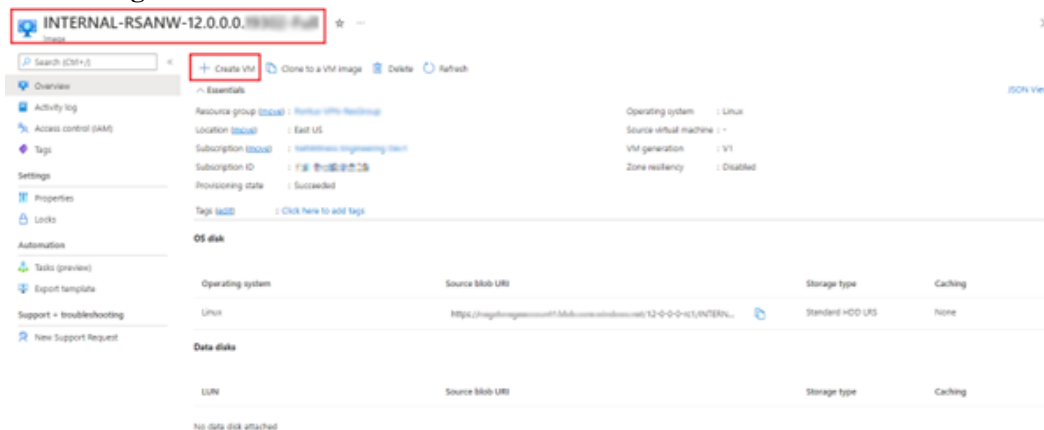 INTERNAL-RSANW-12.0.0.0.
Image
Search (Ctrl+/)
Create VM Clone to a VM image Delete Refresh
Overview
Essentials JSON View
Activity log
Resource group (move) : Operating system : Linux
Access control (IAM)
Location (move) : East US Source virtual machine : -
Tags
Subscription (move) : VM generation : V1
Subscription ID : Zone resiliency : Disabled
Settings
Provisioning state : Succeeded
Properties
Tags (edit) : Click here to add tags
Locks
OS disk
Automation
Tasks (preview)
Operating system Source blob URI Storage type Caching
Export template
Support + troubleshooting
Linux https:// Standard HDD LRS None
New Support Request
Data disks
LUN Source blob URI Storage type Caching
No data disk attached